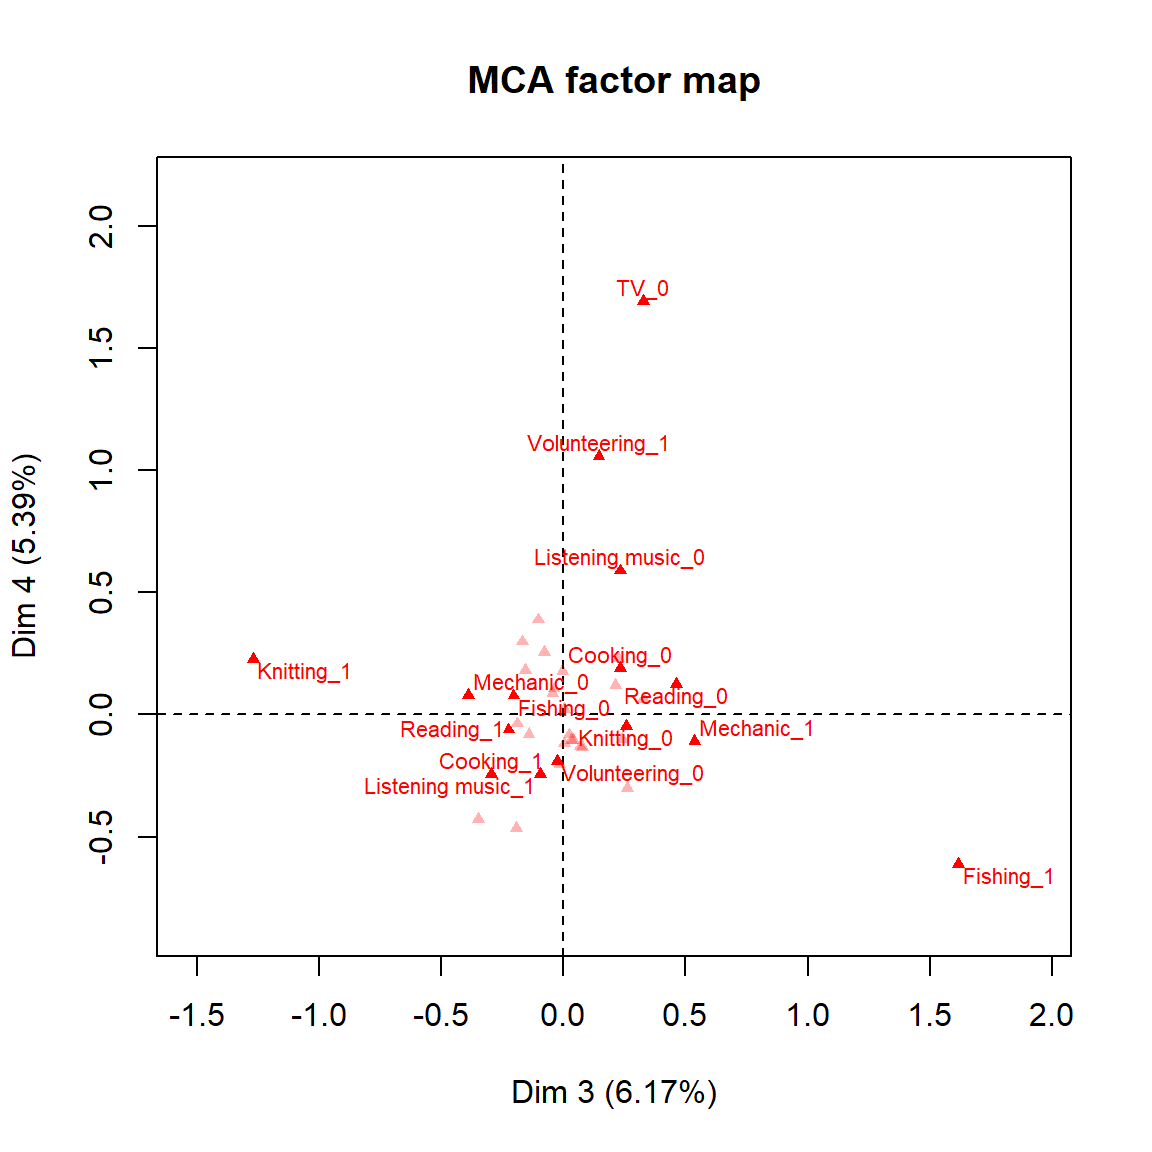 MCA factor map
Dim 4 (5.39%)
2.0
1.5
1.0
0.5
0.0
-0.5
TV_0
Volunteering_1
Listening music_0
Cooking_0
Knitting_1
Mechanic_0
Reading_0
Fishing_0
Reading_1
Mechanic_1
Knitting_0
Cooking_1
Volunteering_0
Listening music_1
Fishing_1
-1.5 -1.0 -0.5 0.0 0.5 1.0 1.5 2.0
Dim 3 (6.17%)